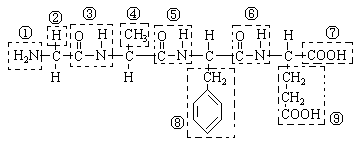 ① ② ③ ④ ⑤ ⑥ ⑦
H O H CH₃ O H H O H H
H₂N—C—C—N—C—C—N—C—C—N—C—COOH
H H CH₂ CH₂
CH₂
COOH
⑧ ⑨